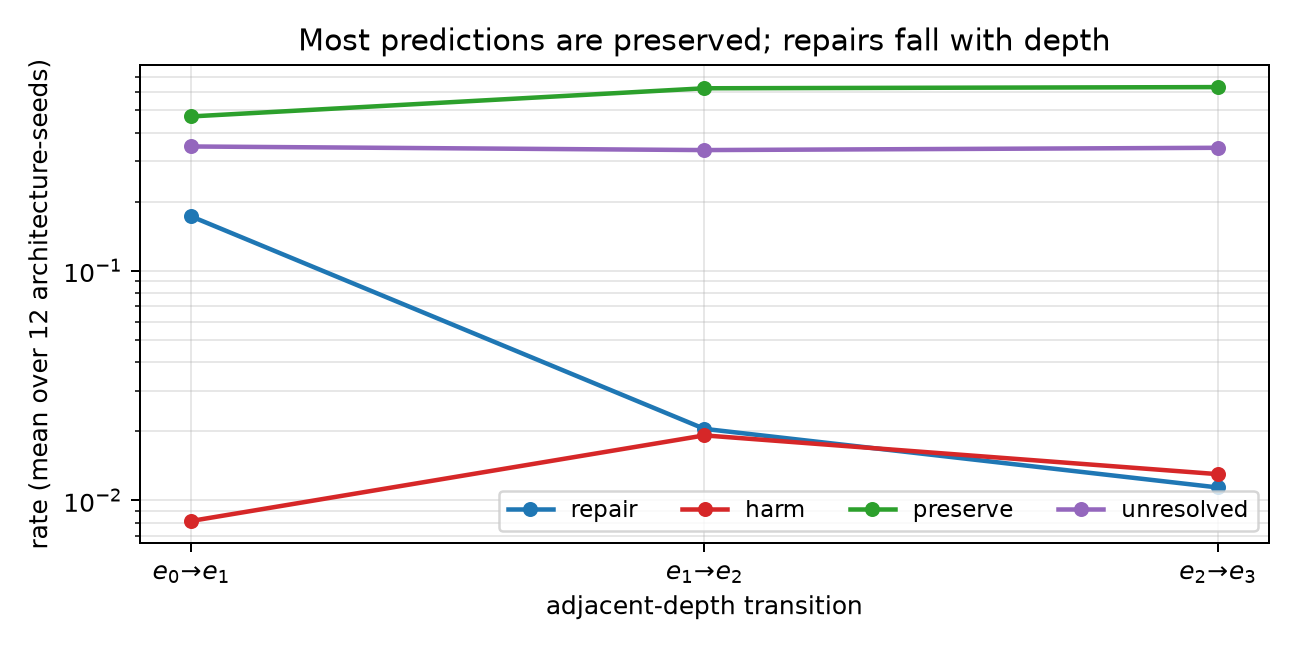 Most predictions are preserved; repairs fall with depth
rate (mean over 12 architecture-seeds)
10⁻¹
10⁻²
repair
harm
preserve
unresolved
e₀→e₁
e₁→e₂
e₂→e₃
adjacent-depth transition